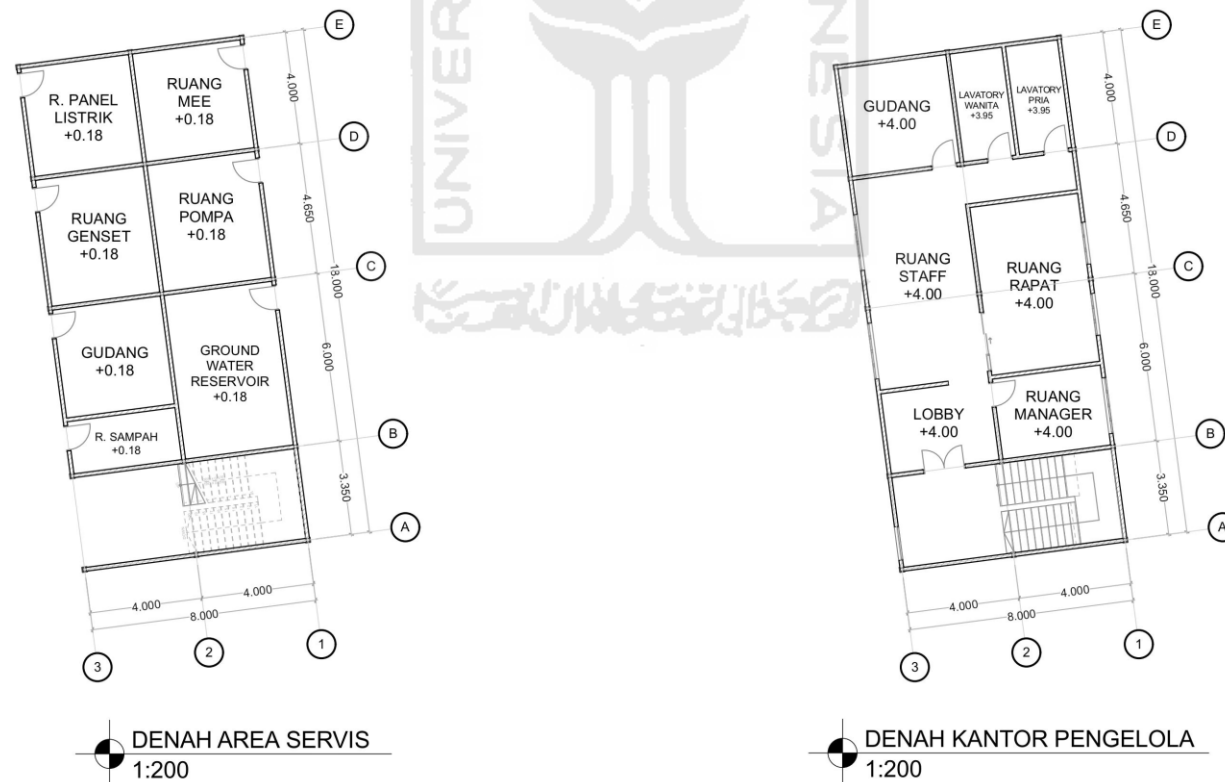 E
4.000
R. PANEL
LISTRIK
+0.18
RUANG
MEE
+0.18
D
RUANG
GENSET
+0.18
RUANG
POMPA
+0.18
4.650
C
18.000
GUDANG
+0.18
GROUND
WATER
RESERVOIR
+0.18
6.000
R. SAMPAH
+0.18
B
3.350
A
4.000
4.000
8.000
3
2
1
DENAH AREA SERVIS
1:200
UNIVER
NESIA
E
4.000
GUDANG
+4.00
LAVATORY
WANITA
+3.95
LAVATORY
PRIA
+3.95
D
4.650
RUANG
STAFF
+4.00
RUANG
RAPAT
+4.00
C
18.000
6.000
LOBBY
+4.00
RUANG
MANAGER
+4.00
B
3.350
A
4.000
4.000
8.000
3
2
1
DENAH KANTOR PENGELOLA
1:200